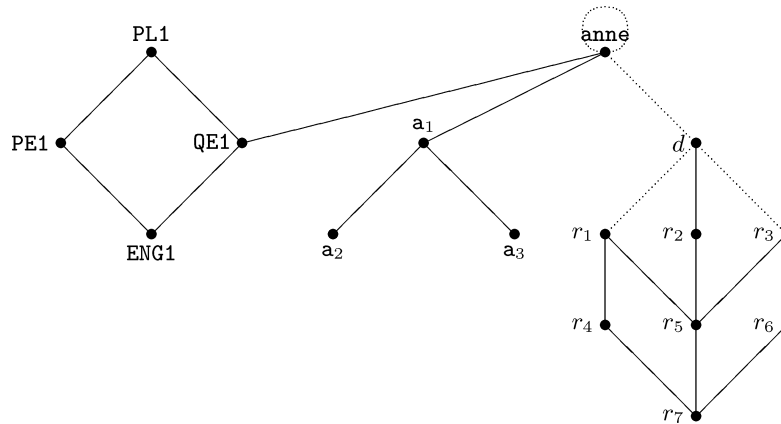 PL1
anne
PE1
QE1
a₁
d
ENG1
a₂
a₃
r₁
r₂
r₃
r₄
r₅
r₆
r₇